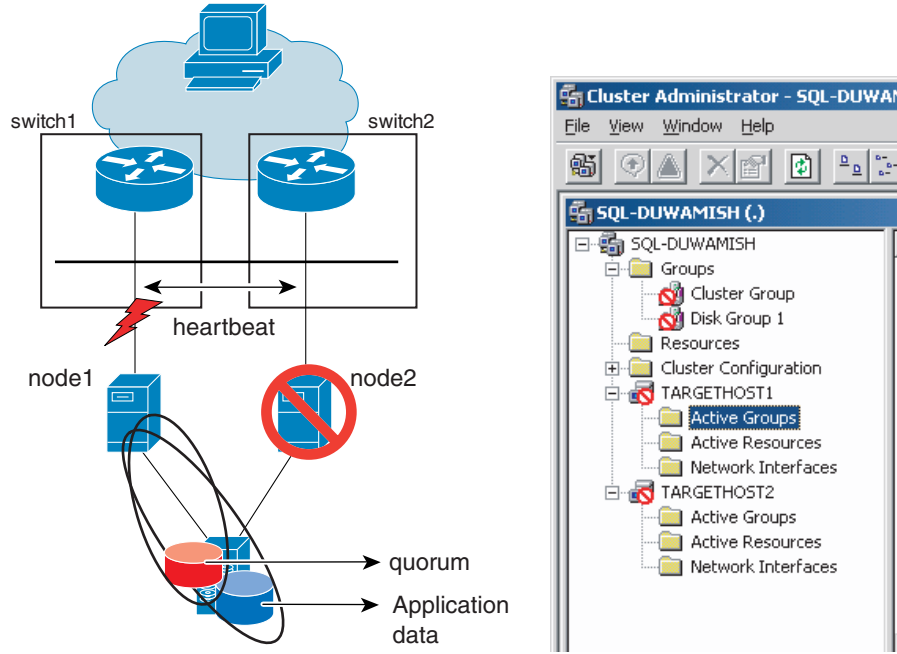 switch1
switch2
heartbeat
node1
node2
quorum
Application
data
Cluster Administrator - SQL-DUWAM
File View Window Help
SQL-DUWAMISH (.)
SQL-DUWAMISH
Groups
Cluster Group
Disk Group 1
Resources
Cluster Configuration
TARGETHOST1
Active Groups
Active Resources
Network Interfaces
TARGETHOST2
Active Groups
Active Resources
Network Interfaces